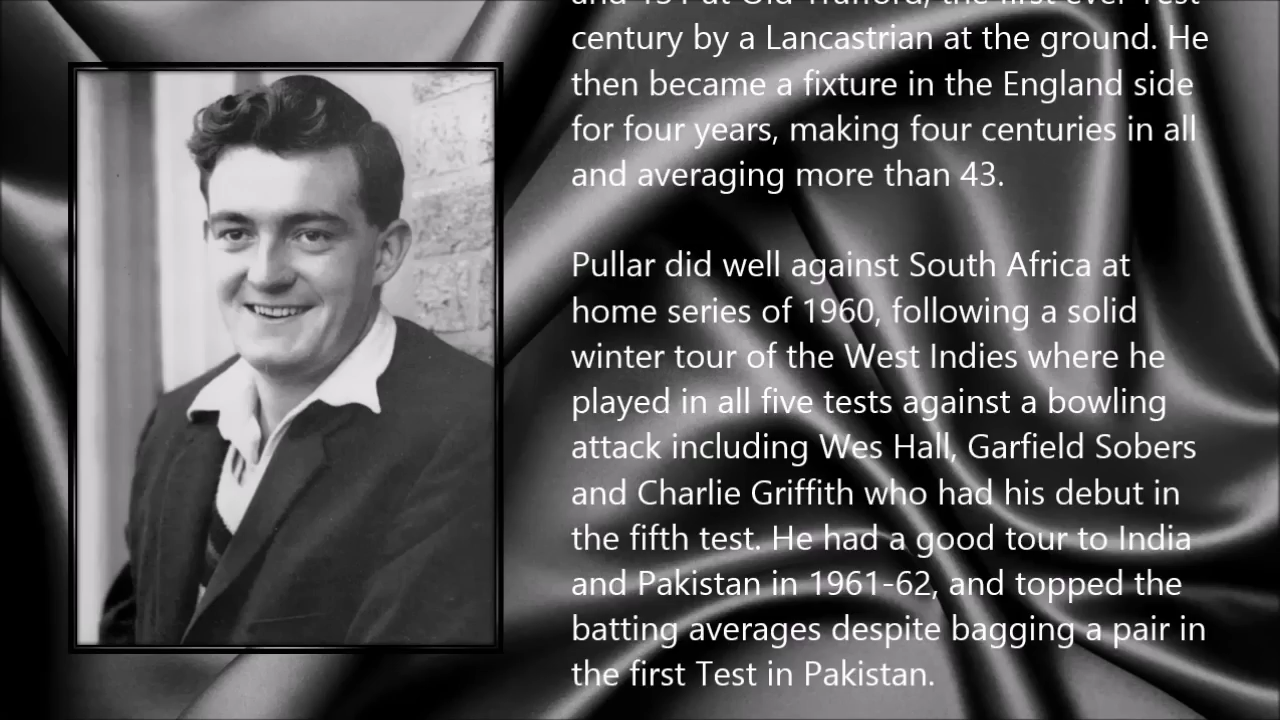 century by a Lancastrian at the ground. He
then became a fixture in the England side
for four years, making four centuries in all
and averaging more than 43.
Pullar did well against South Africa at
home series of 1960, following a solid
winter tour of the West Indies where he
played in all five tests against a bowling
attack including Wes Hall, Garfield Sobers
and Charlie Griffith who had his debut in
the fifth test. He had a good tour to India
and Pakistan in 1961-62, and topped the
batting averages despite bagging a pair in
the first Test in Pakistan.